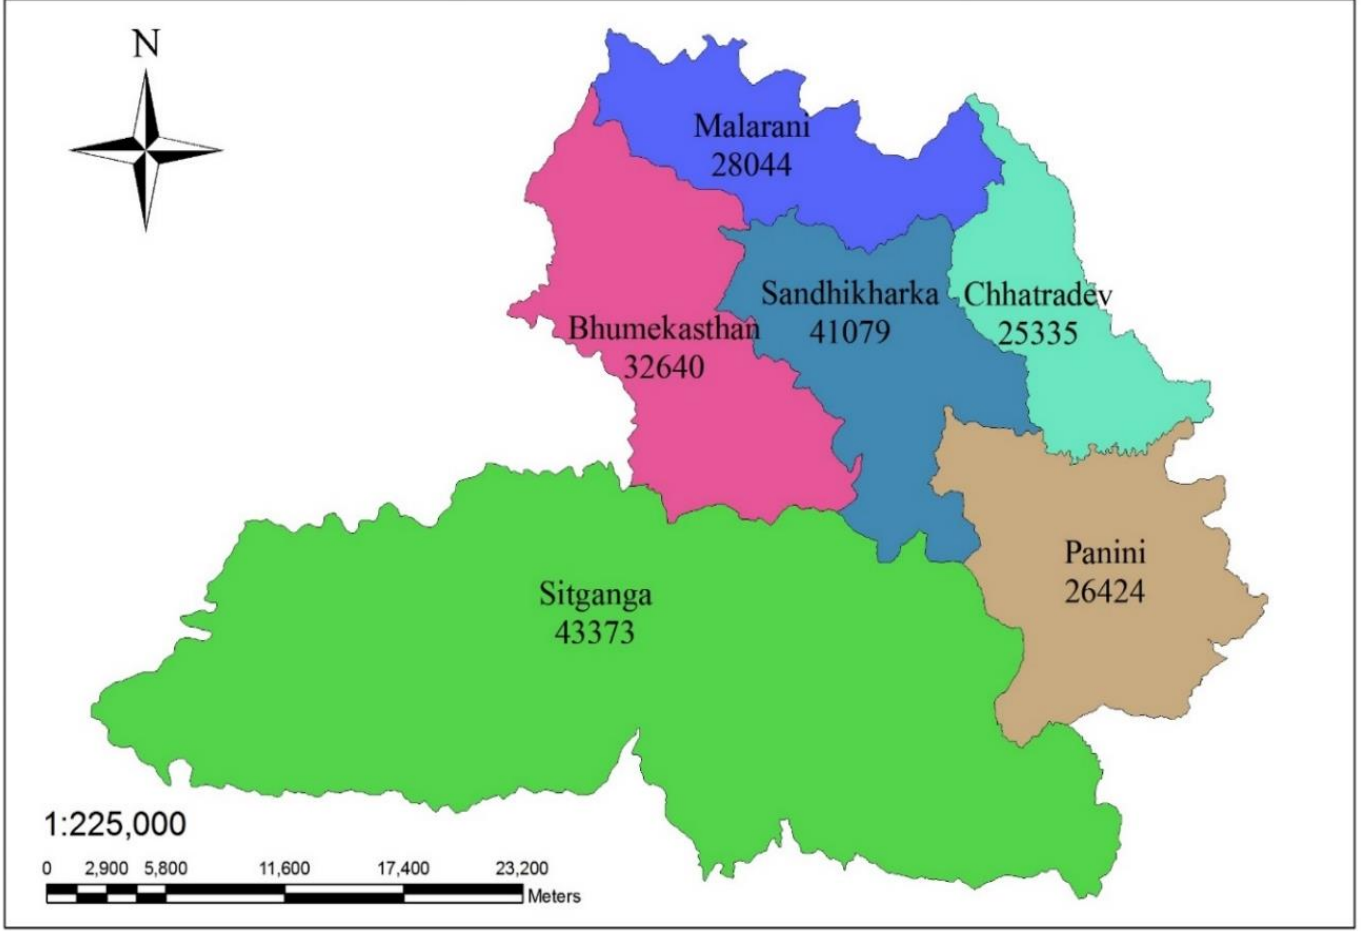 N
Malarani
28044
Sandhikharka
41079
Chhatradev
25335
Bhumekasthan
32640
Panini
26424
Sitganga
43373
1:225,000
0 2,900 5,800 11,600 17,400 23,200
Meters